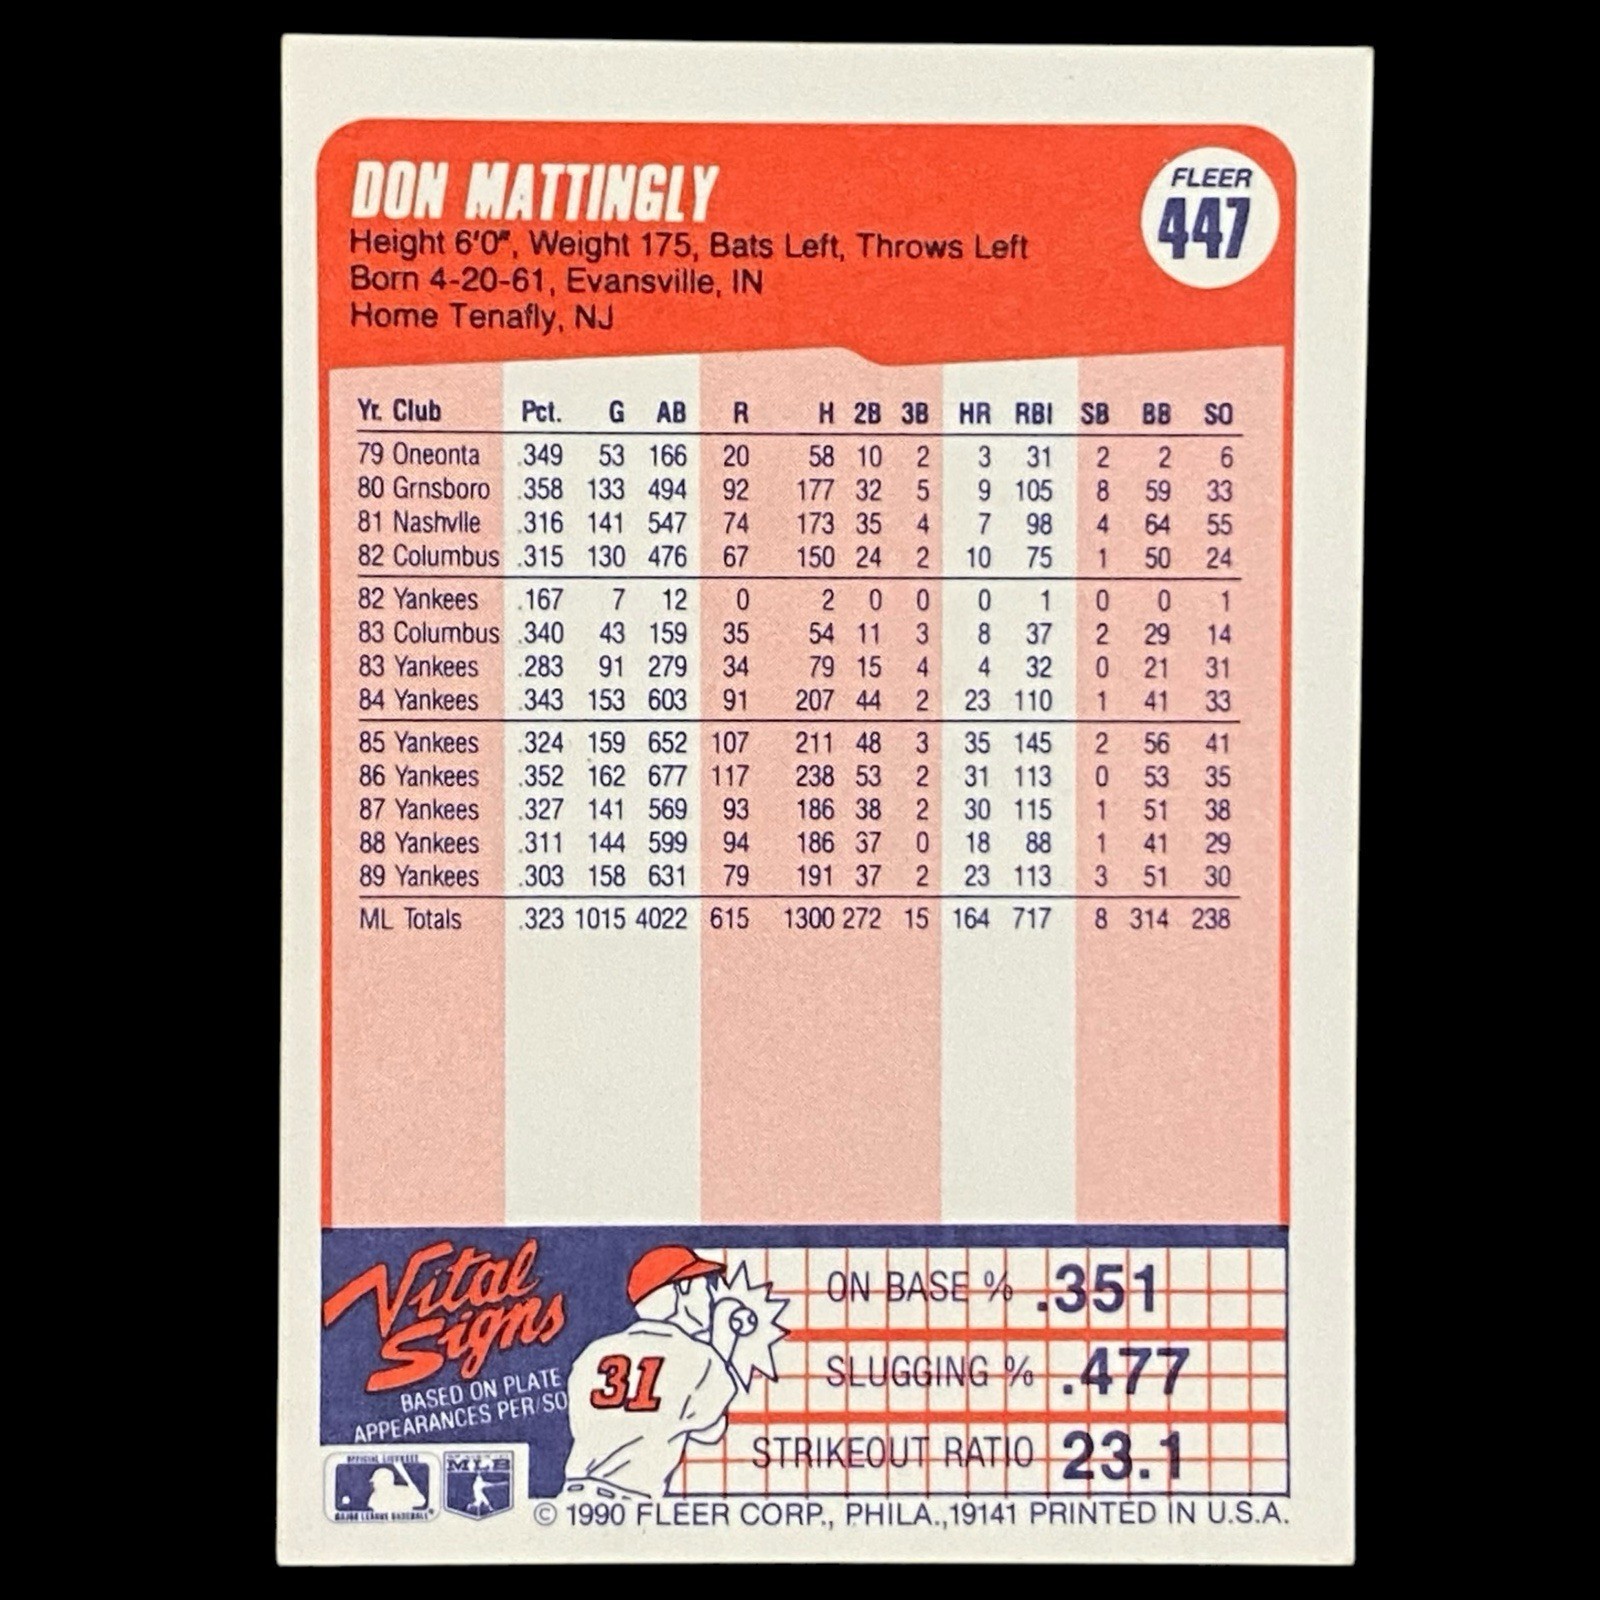 DON MATTINGLY
FLEER
447
Height 6'0", Weight 175, Bats Left, Throws Left
Born 4-20-61, Evansville, IN
Home Tenafly, NJ
Yr. Club Pct. G AB R H 2B 3B HR RBI SB BB SO
79 Oneonta .349 53 166 20 58 10 2 3 31 2 2 6
80 Grnsboro .358 133 494 92 177 32 5 9 105 8 59 33
81 Nashvlle .316 141 547 74 173 35 4 7 98 4 64 55
82 Columbus .315 130 476 67 150 24 2 10 75 1 50 24
82 Yankees .167 7 12 0 2 0 0 0 1 0 0 1
83 Columbus .340 43 159 35 54 11 3 8 37 2 29 14
83 Yankees .283 91 279 34 79 15 4 4 32 0 21 31
84 Yankees .343 153 603 91 207 44 2 23 110 1 41 33
85 Yankees .324 159 652 107 211 48 3 35 145 2 56 41
86 Yankees .352 162 677 117 238 53 2 31 113 0 53 35
87 Yankees .327 141 569 93 186 38 2 30 115 1 51 38
88 Yankees .311 144 599 94 186 37 0 18 88 1 41 29
89 Yankees .303 158 631 79 191 37 2 23 113 3 51 30
ML Totals .323 1015 4022 615 1300 272 15 164 717 8 314 238
Vital
Signs
BASED ON PLATE
APPEARANCES PER/SO
31
ON BASE % .351
SLUGGING % .477
STRIKEOUT RATIO 23.1
OFFICIAL LICENSEE
MAJOR LEAGUE BASEBALL
MLB
© 1990 FLEER CORP., PHILA.,19141 PRINTED IN U.S.A.